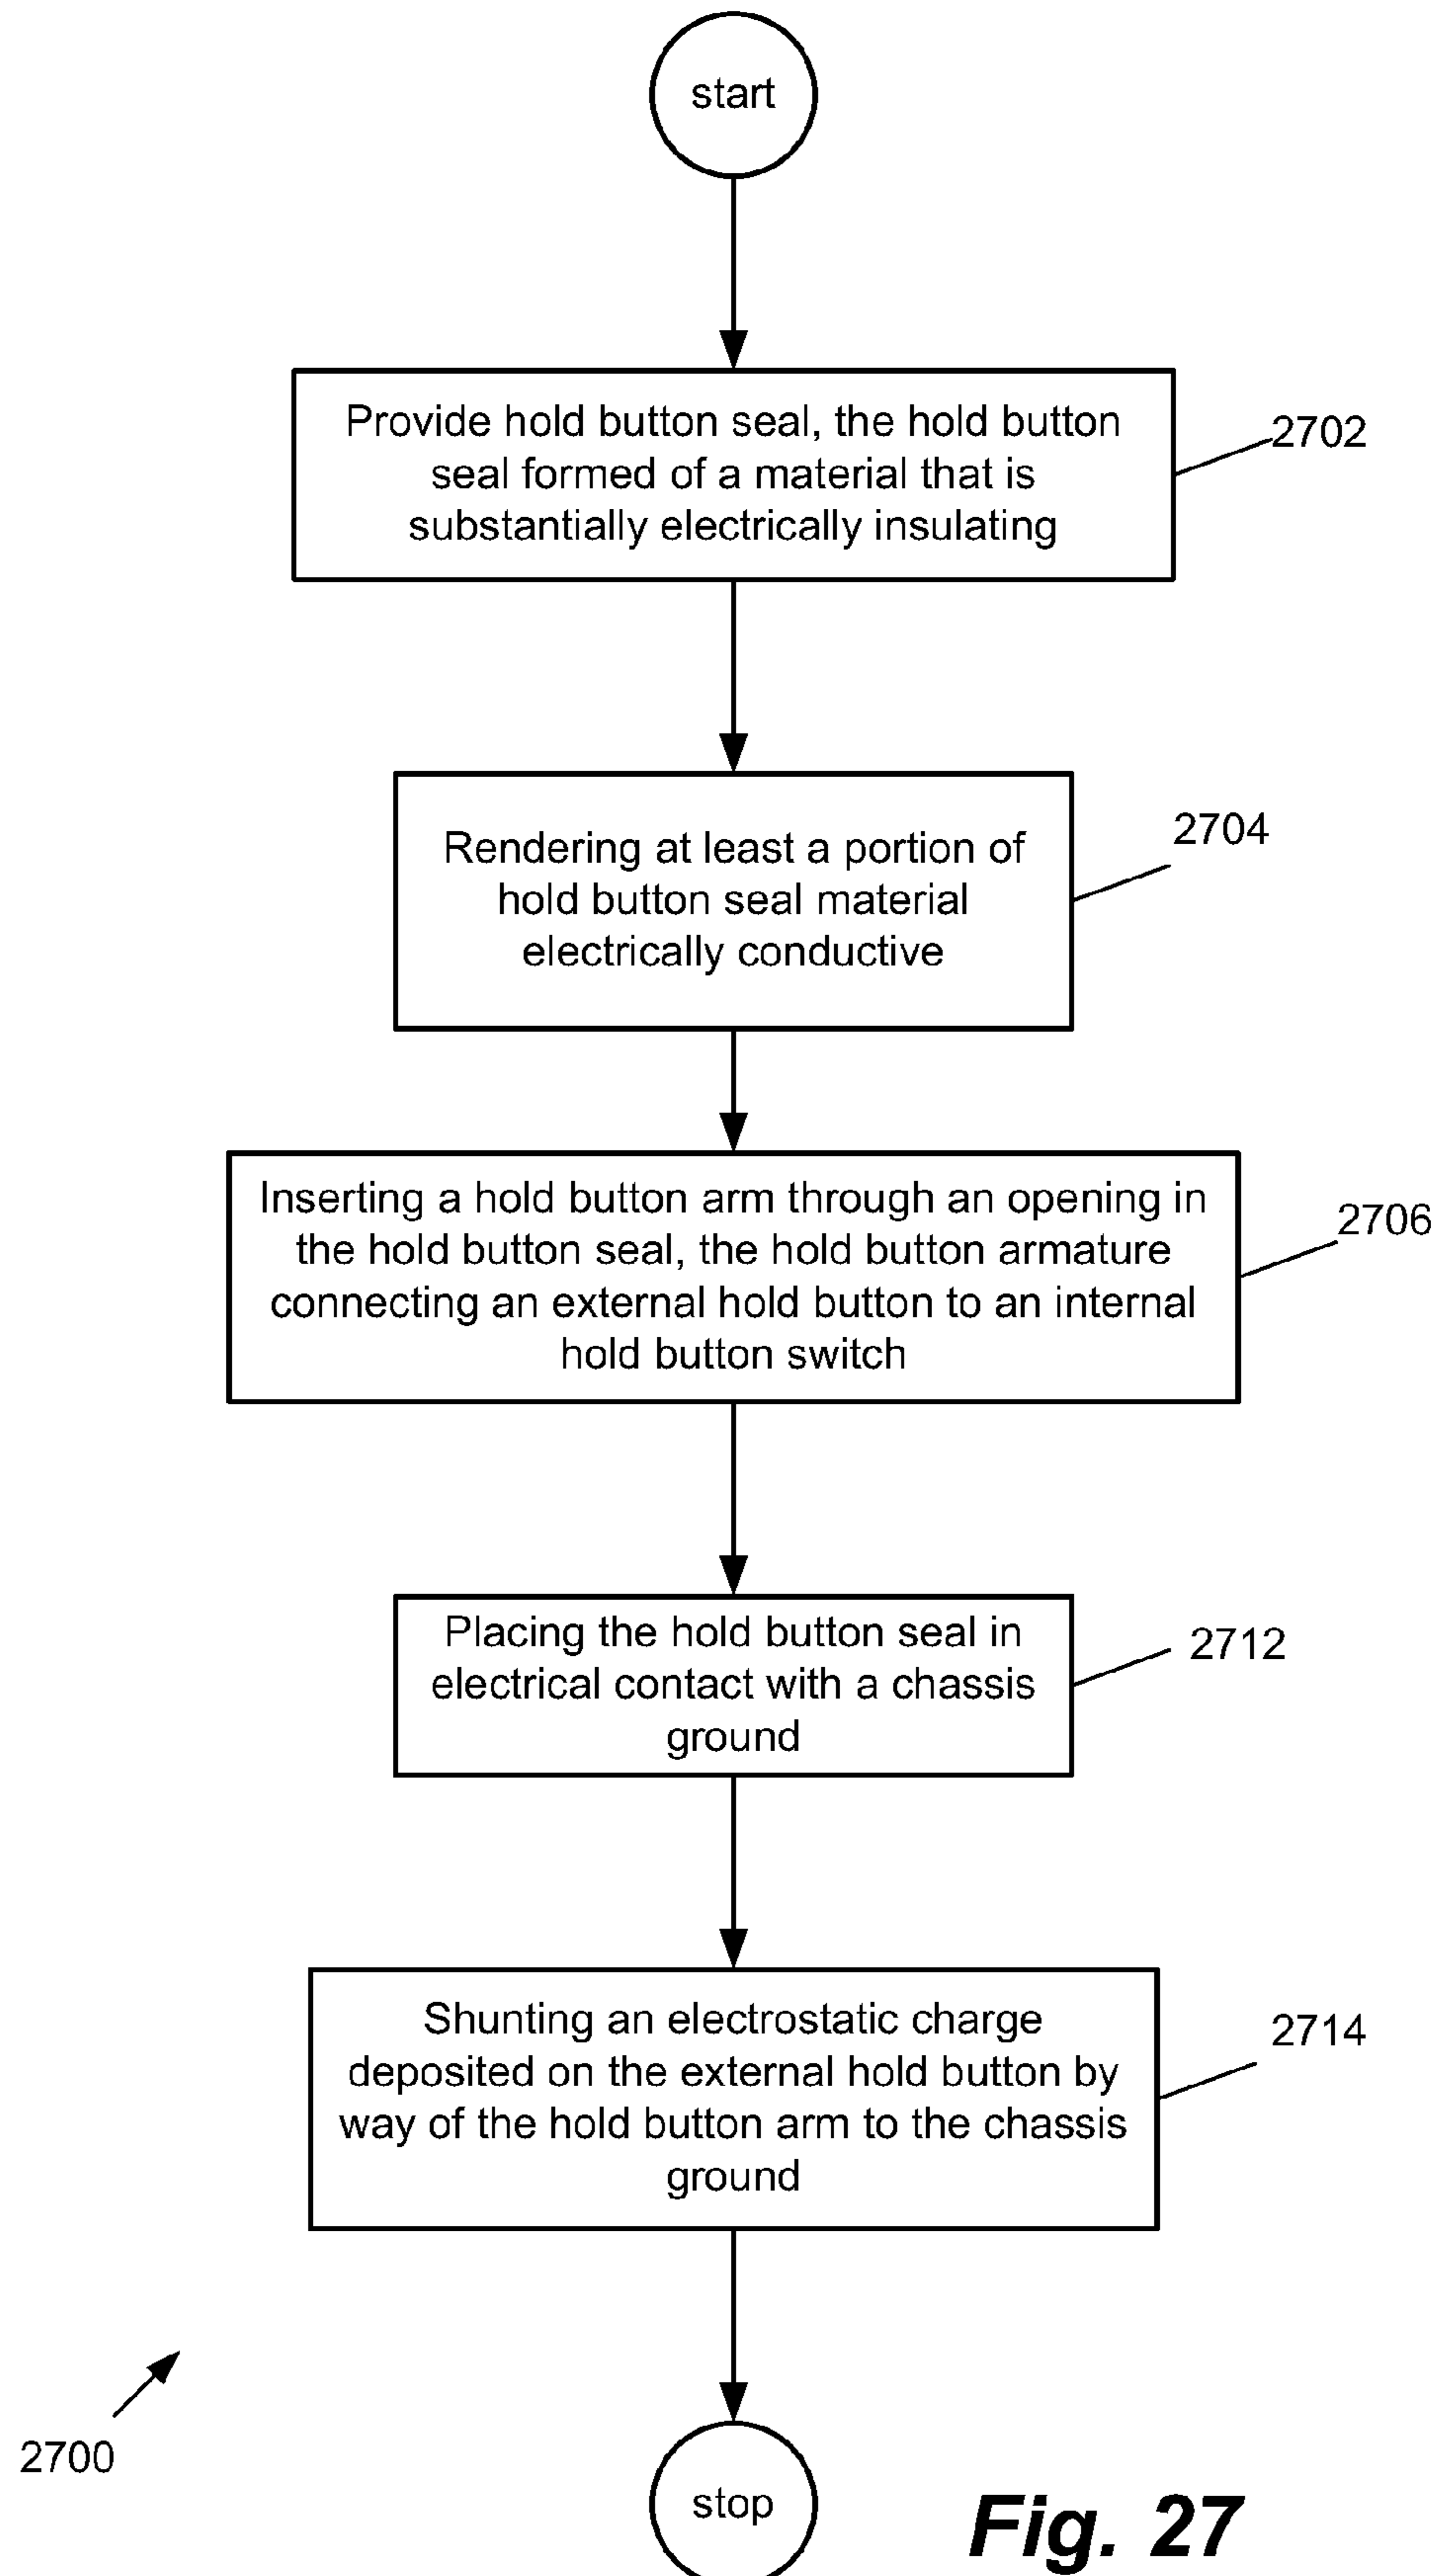 start
Provide hold button seal, the hold button
seal formed of a material that is
substantially electrically insulating
2702
Rendering at least a portion of
hold button seal material
electrically conductive
2704
Inserting a hold button arm through an opening in
the hold button seal, the hold button armature
connecting an external hold button to an internal
hold button switch
2706
Placing the hold button seal in
electrical contact with a chassis
ground
2712
Shunting an electrostatic charge
deposited on the external hold button by
way of the hold button arm to the chassis
ground
2714
2700
stop
Fig. 27